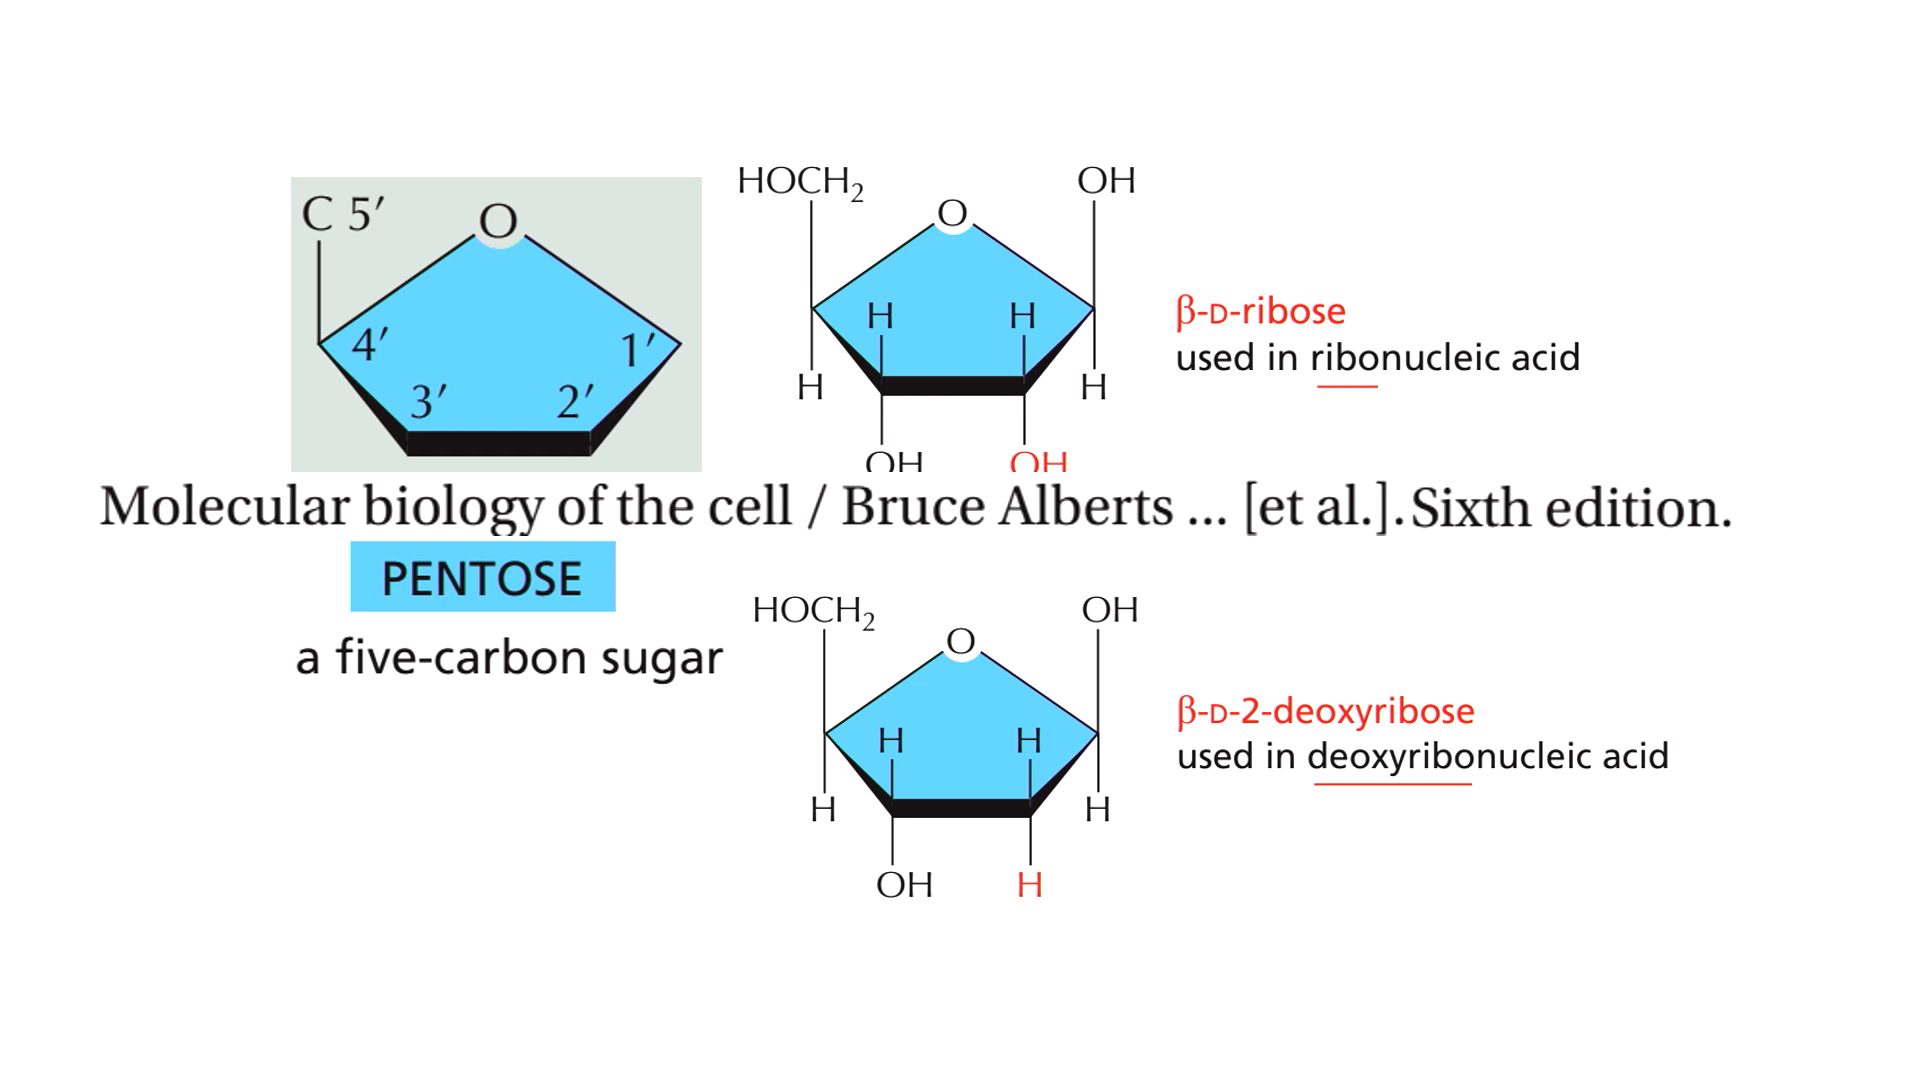 C 5′
O
4′
1′
3′
2′
HOCH₂
OH
O
H
H
H
H
OH
OH
β-D-ribose
used in ribonucleic acid
Molecular biology of the cell / Bruce Alberts ... [et al.]. Sixth edition.
PENTOSE
a five-carbon sugar
HOCH₂
OH
O
H
H
H
H
OH
H
β-D-2-deoxyribose
used in deoxyribonucleic acid